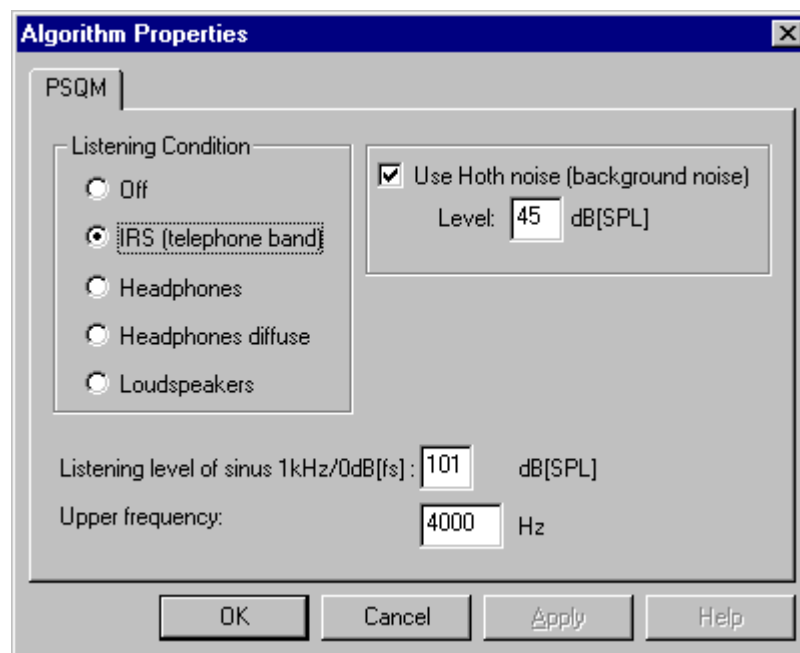 Algorithm Properties
PSQM
Listening Condition
Off
IRS (telephone band)
Headphones
Headphones diffuse
Loudspeakers
Use Hoth noise (background noise)
Level: 45 dB[SPL]
Listening level of sinus 1kHz/0dB[fs] : 101 dB[SPL]
Upper frequency: 4000 Hz
OK Cancel Apply Help